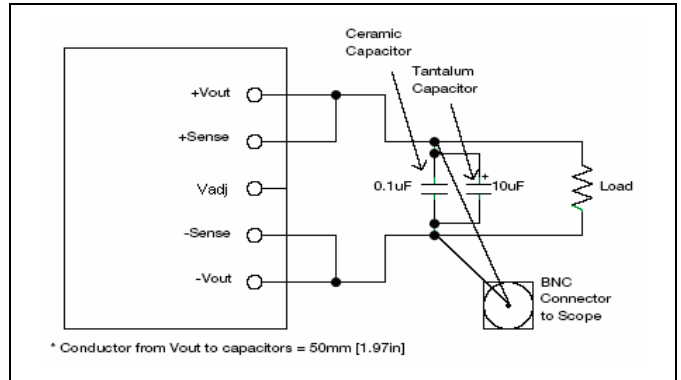 Ceramic
Capacitor
Tantalum
Capacitor
+Vout
+Sense
Vadj
-Sense
-Vout
0.1uF
+
10uF
Load
BNC
Connector
to Scope
* Conductor from Vout to capacitors = 50mm [1.97in]